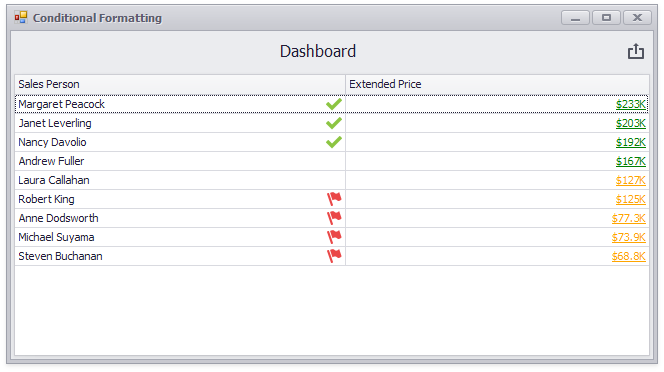 Conditional Formatting
Dashboard
Sales Person Extended Price
Margaret Peacock $233K
Janet Leverling $203K
Nancy Davolio $192K
Andrew Fuller $167K
Laura Callahan $127K
Robert King $125K
Anne Dodsworth $77.3K
Michael Suyama $73.9K
Steven Buchanan $68.8K